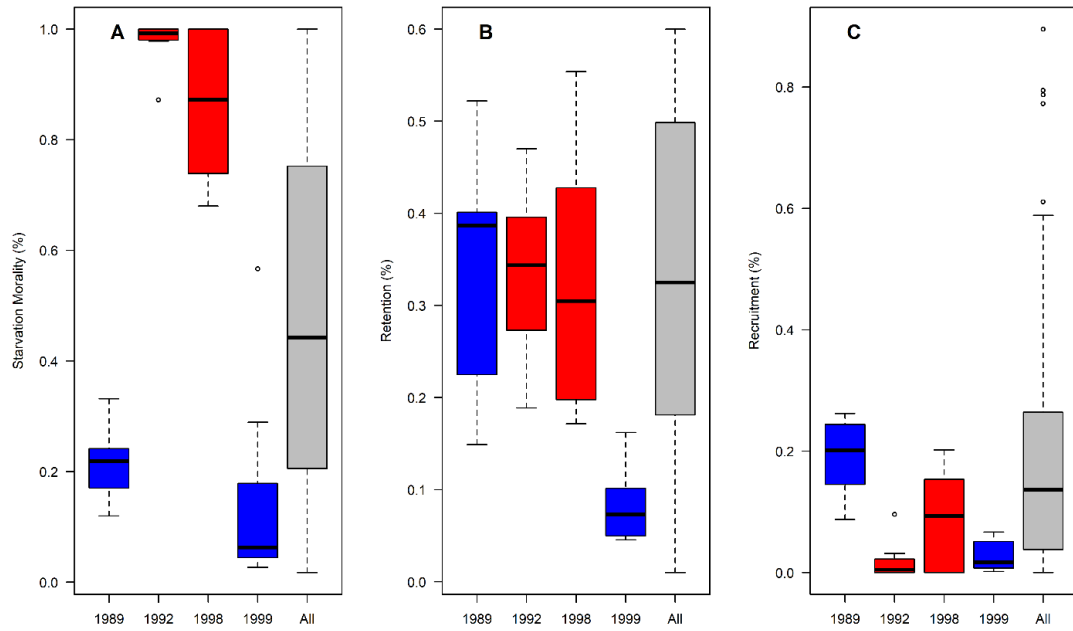 A
Starvation Morality (%)
1.0
0.8
0.6
0.4
0.2
0.0
1989 1992 1998 1999 All
B
Retention (%)
0.6
0.5
0.4
0.3
0.2
0.1
0.0
1989 1992 1998 1999 All
C
Recruitment (%)
0.8
0.6
0.4
0.2
0.0
1989 1992 1998 1999 All